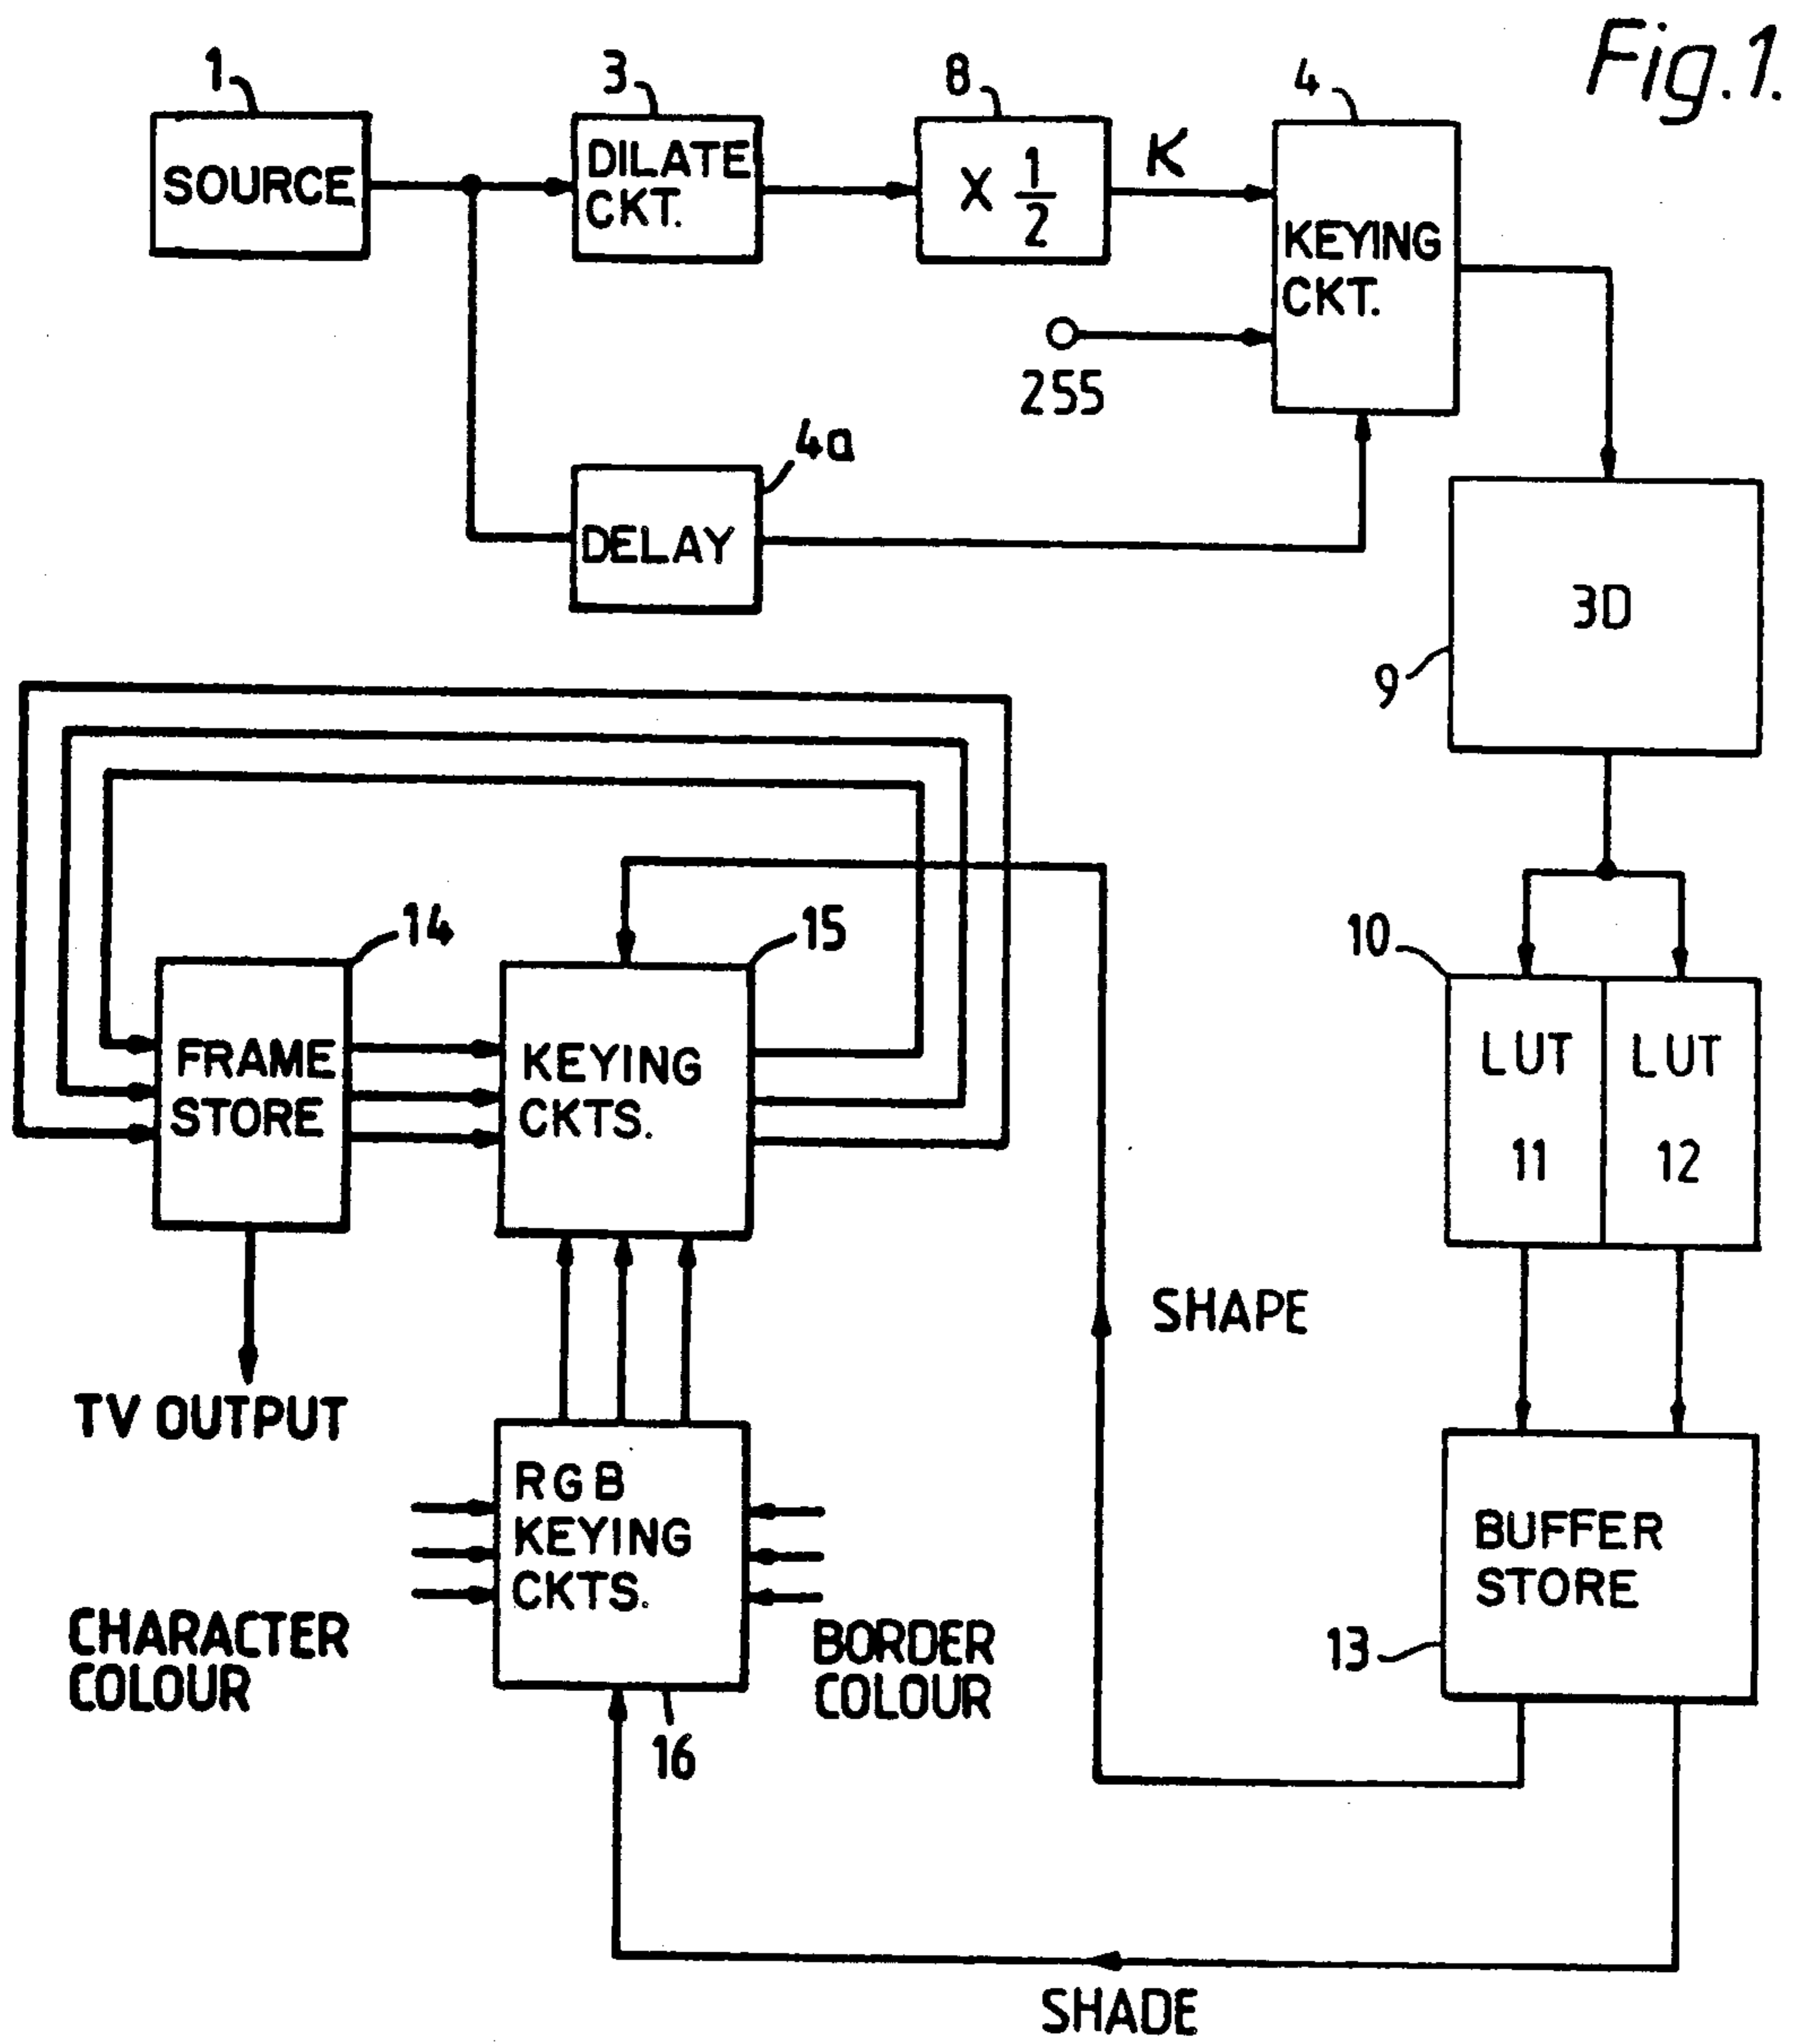 Fig.1.
1
3
8
4
SOURCE
DILATE
CKT.
X 1/2
K
KEYING
CKT.
255
4a
DELAY
3D
9
14
15
10
FRAME
STORE
KEYING
CKTS.
LUT
11
LUT
12
SHAPE
TV OUTPUT
RGB
KEYING
CKTS.
BUFFER
STORE
13
CHARACTER
COLOUR
BORDER
COLOUR
16
SHADE